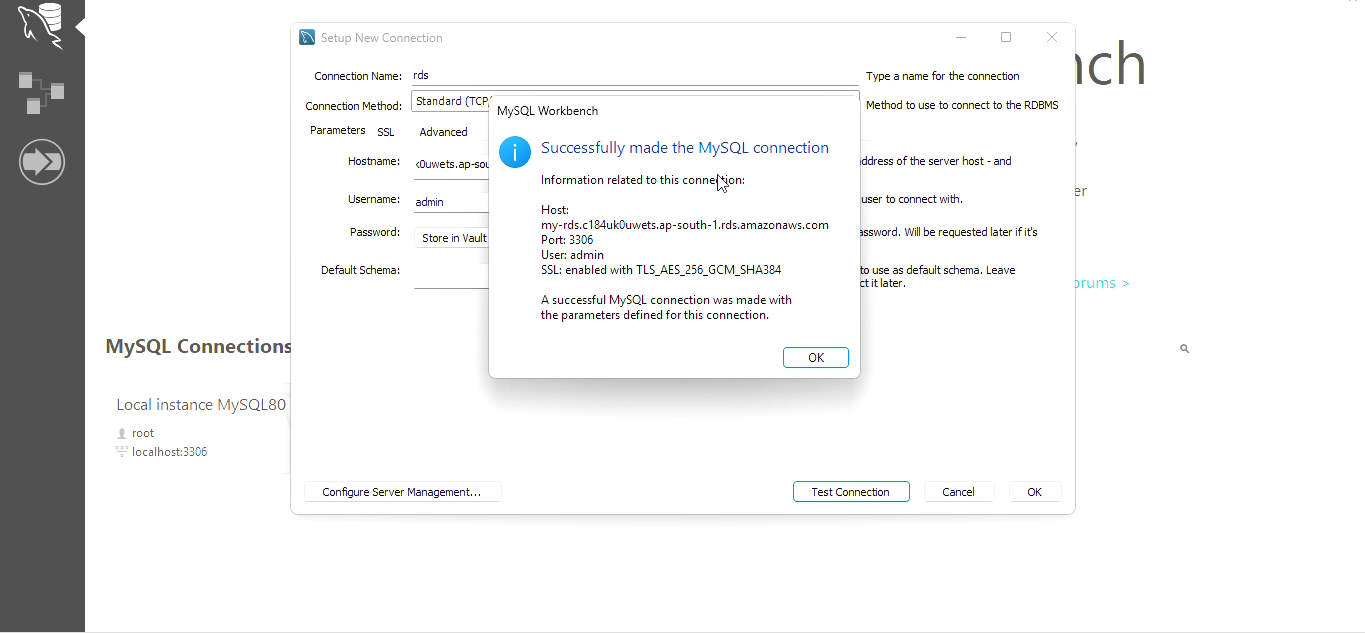 Setup New Connection
nch
Connection Name: rds Type a name for the connection
Connection Method: Standard (TCP/ Method to use to connect to the RDBMS
Parameters SSL Advanced
Hostname: k0uwets.ap-sou address of the server host - and
Username: admin user to connect with.
er
Password: Store in Vault assword. Will be requested later if it's
Default Schema: to use as default schema. Leave
ct it later.
orums >
MySQL Workbench
Successfully made the MySQL connection
Information related to this connection:
Host:
my-rds.c184uk0uwets.ap-south-1.rds.amazonaws.com
Port: 3306
User: admin
SSL: enabled with TLS_AES_256_GCM_SHA384
A successful MySQL connection was made with
the parameters defined for this connection.
OK
MySQL Connections
Local instance MySQL80
root
localhost:3306
Configure Server Management... Test Connection Cancel OK